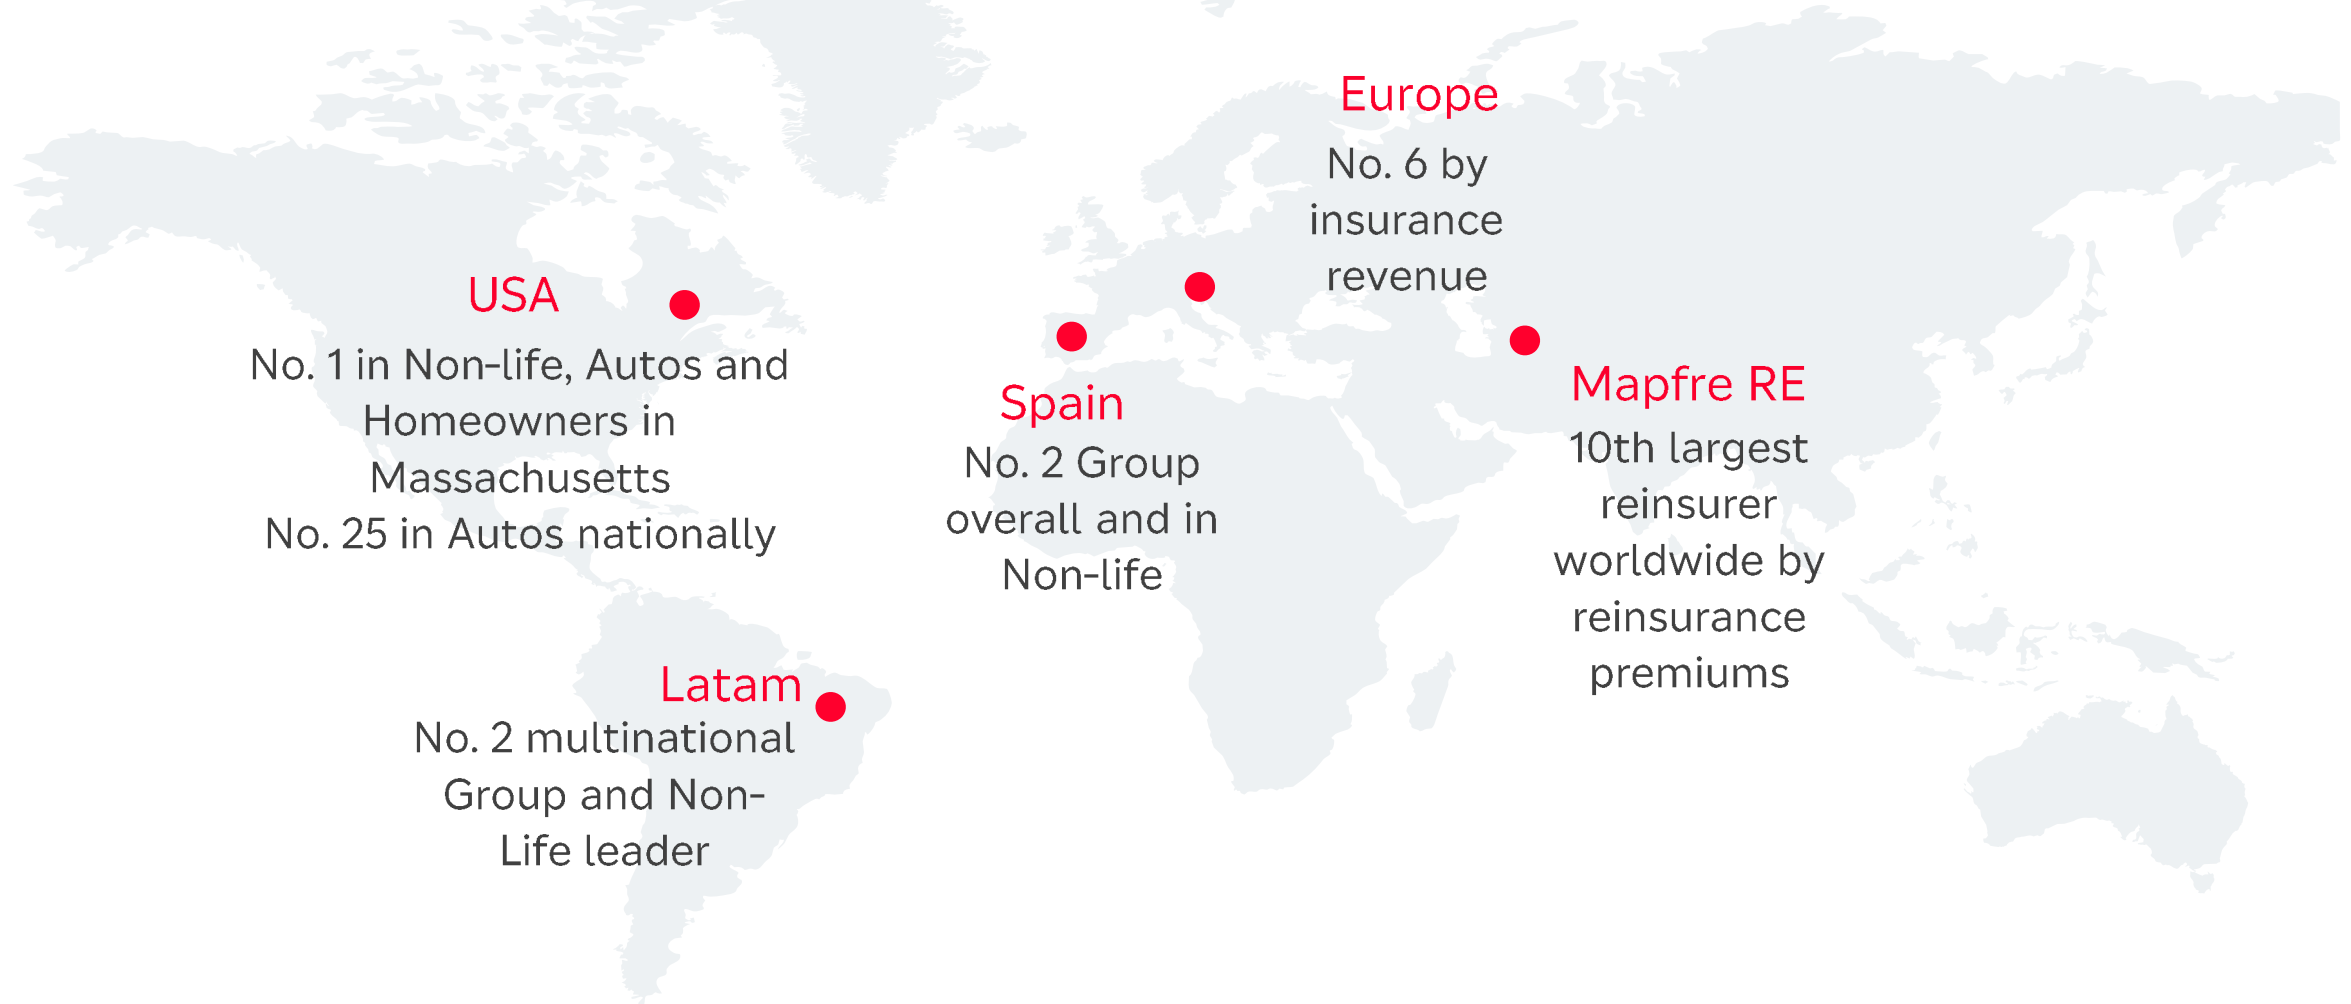 USA
No. 1 in Non-life, Autos and
Homeowners in
Massachusetts
No. 25 in Autos nationally
Latam
No. 2 multinational
Group and Non-
Life leader
Spain
No. 2 Group
overall and in
Non-life
Europe
No. 6 by
insurance
revenue
Mapfre RE
10th largest
reinsurer
worldwide by
reinsurance
premiums